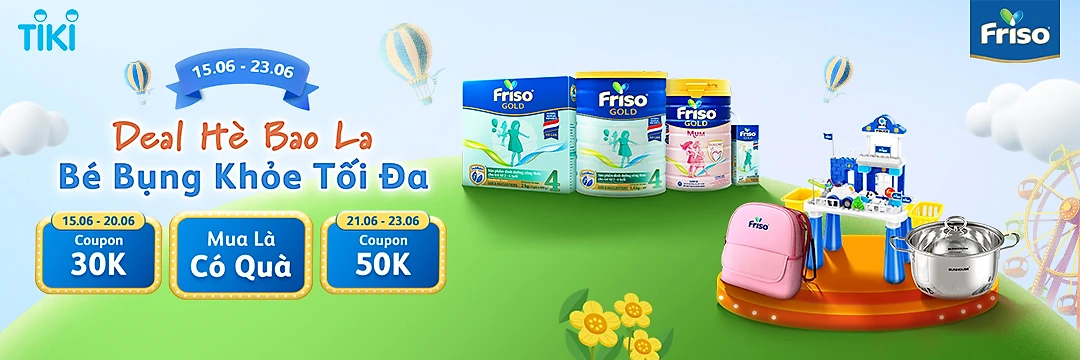 TIKI
Friso
15.06 - 23.06
Deal Hè Bao La
Bé Bụng Khỏe Tối Đa
15.06 - 20.06
Coupon
30K
Mua Là
Có Quà
21.06 - 23.06
Coupon
50K
Friso
GOLD
4
Friso
GOLD
4
Friso
GOLD
MUM
Friso
Friso
SUNHOUSE